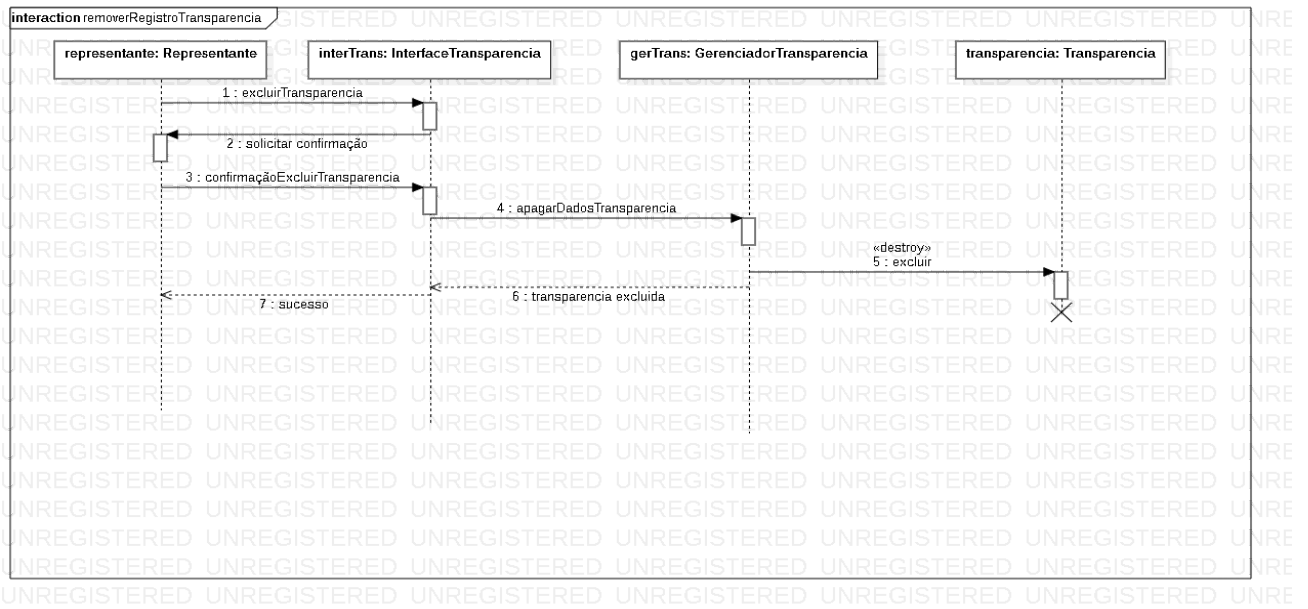 interaction removerRegistroTransparencia
representante: Representante
interTrans: InterfaceTransparencia
gerTrans: GerenciadorTransparencia
transparencia: Transparencia
1 : excluirTransparencia
2 : solicitar confirmação
3 : confirmaçãoExcluirTransparencia
4 : apagarDadosTransparencia
«destroy»
5 : excluir
6 : transparencia excluida
7 : sucesso
UNREGISTERED